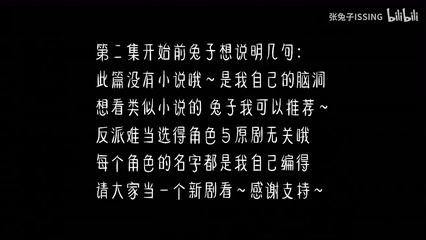 张兔子ISSING bilibili
第二集开始前兔子想说明几句：
此篇没有小说哦~是我自己的脑洞
想看类似小说的 兔子我可以推荐~
反派难当选得角色与原剧无关哦
每个角色的名字都是我自己编得
请大家当一个新剧看~感谢支持~